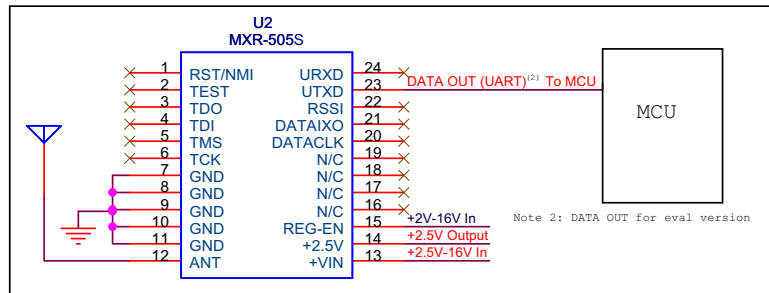 U2
MXR-505S
1 RST/NMI URXD 24
2 TEST UTXD 23 DATA OUT (UART)(2) To MCU
3 TDO RSSI 22
4 TDI DATAIXO 21
5 TMS DATACLK 20
6 TCK N/C 19
7 GND N/C 18
8 GND N/C 17
9 GND N/C 16
10 GND REG-EN 15 +2V-16V In
11 GND +2.5V 14 +2.5V Output
12 ANT +VIN 13 +2.5V-16V In
MCU
Note 2: DATA OUT for eval version